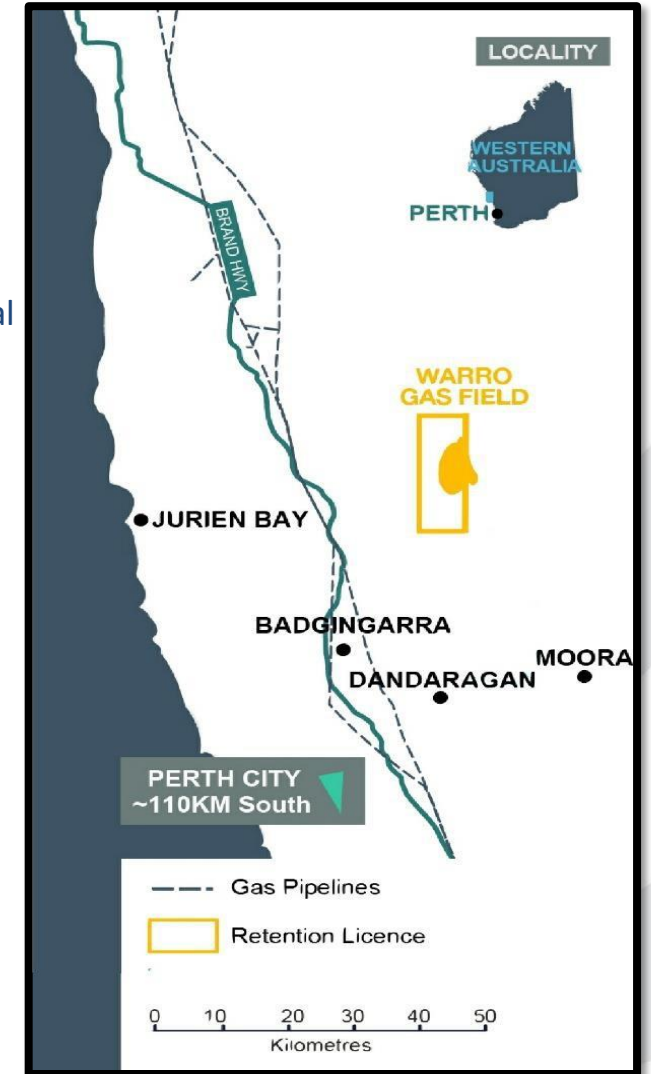 LOCALITY
WESTERN
AUSTRALIA
PERTH
BRAND HWY
al
WARRO
GAS FIELD
JURIEN BAY
BADGINGARRA
MOORA
DANDARAGAN
PERTH CITY
~110KM South
Gas Pipelines
Retention Licence
0 10 20 30 40 50
Kilometres